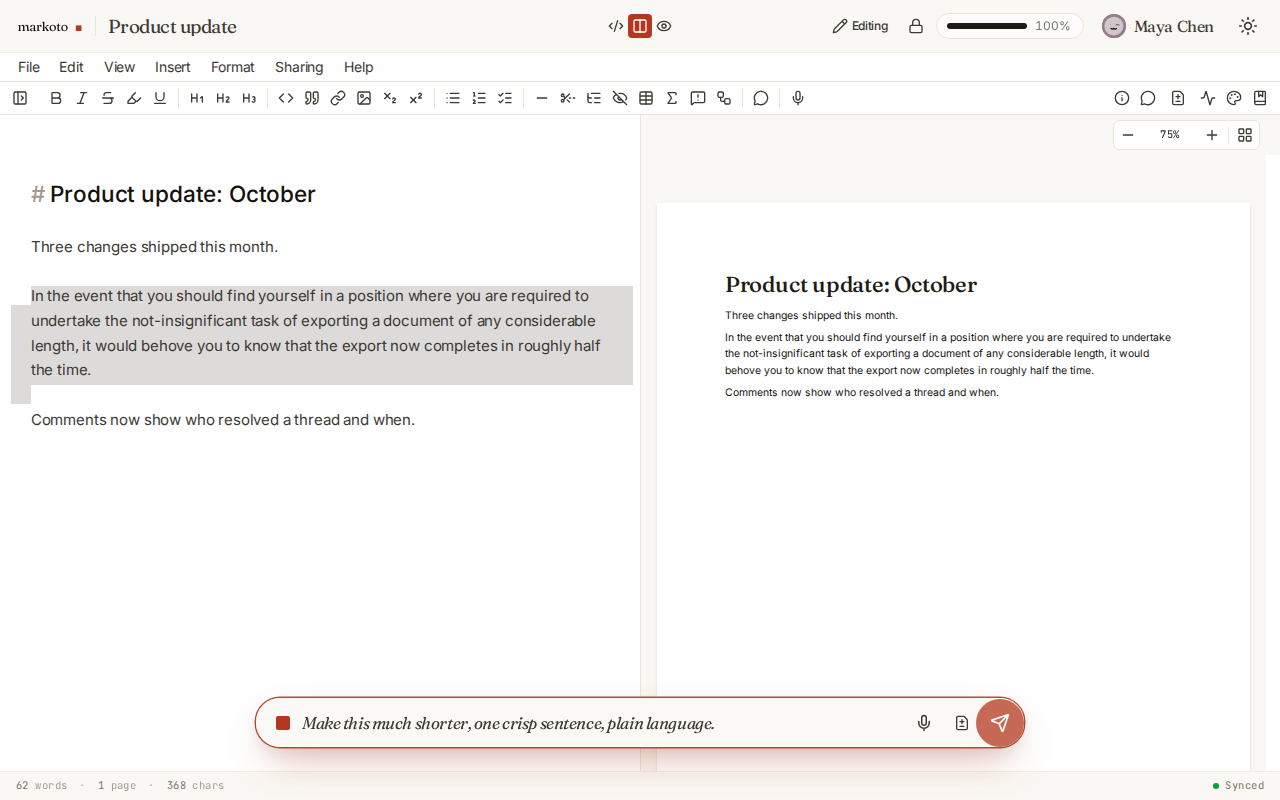 markoto
Product update
Editing
100%
Maya Chen
File Edit View Insert Format Sharing Help
H1 H2 H3
75%
# Product update: October
Three changes shipped this month.
In the event that you should find yourself in a position where you are required to
undertake the not-insignificant task of exporting a document of any considerable
length, it would behove you to know that the export now completes in roughly half
the time.
Comments now show who resolved a thread and when.
Product update: October
Three changes shipped this month.
In the event that you should find yourself in a position where you are required to undertake
the not-insignificant task of exporting a document of any considerable length, it would
behove you to know that the export now completes in roughly half the time.
Comments now show who resolved a thread and when.
Make this much shorter, one crisp sentence, plain language.
62 words · 1 page · 368 chars
Synced